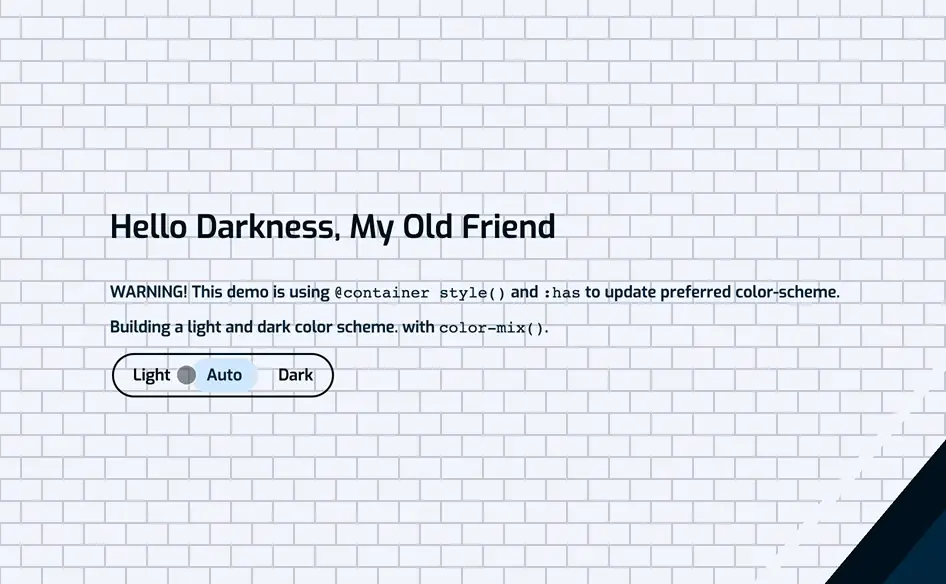 Hello Darkness, My Old Friend
WARNING! This demo is using @container style() and :has to update preferred color-scheme.
Building a light and dark color scheme. with color-mix().
Light Auto Dark